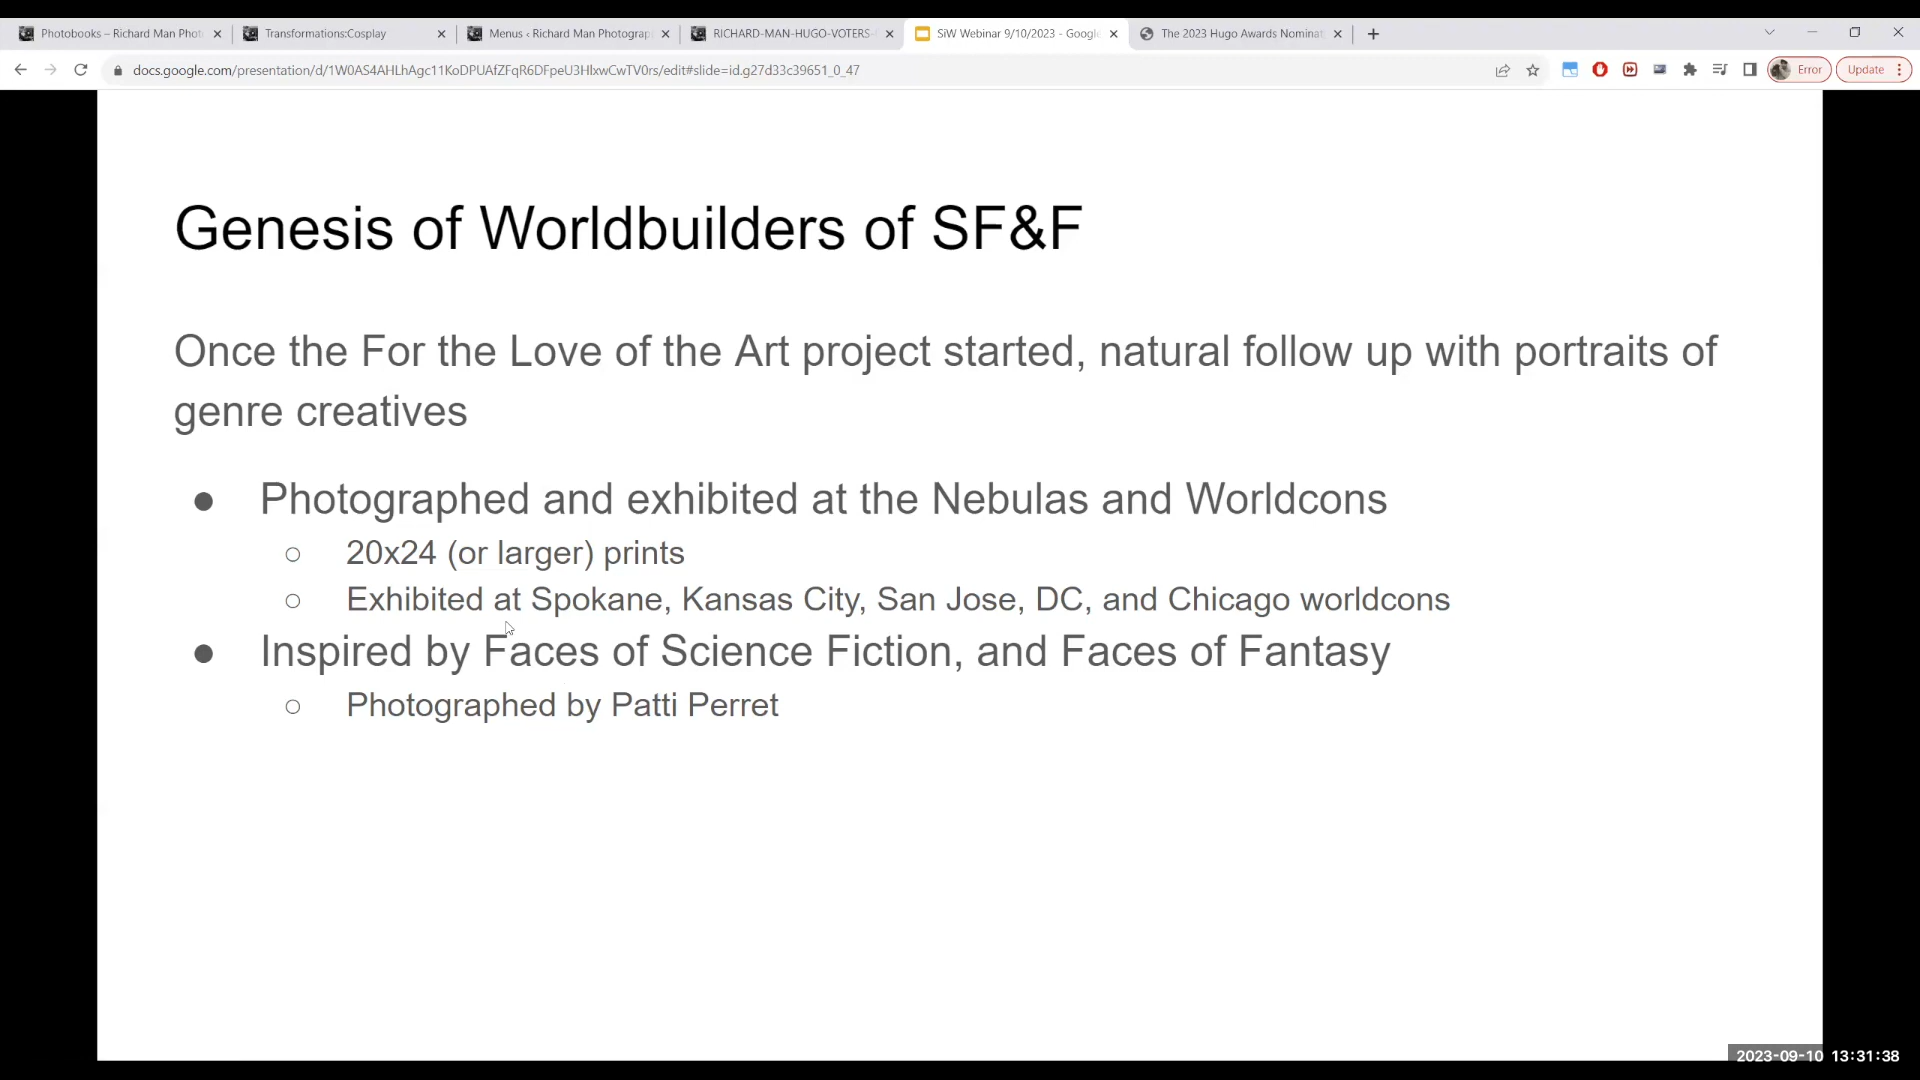 Photobooks – Richard Man Phot
Transformations:Cosplay
Menus ‹ Richard Man Photograp
RICHARD-MAN-HUGO-VOTERS-
SiW Webinar 9/10/2023 - Google
The 2023 Hugo Awards Nominat
docs.google.com/presentation/d/1W0AS4AHLhAgc11KoDPUAfZFqR6DFpeU3HlxwCwTV0rs/edit#slide=id.g27d33c39651_0_47
Error
Update
Genesis of Worldbuilders of SF&F
Once the For the Love of the Art project started, natural follow up with portraits of
genre creatives
● Photographed and exhibited at the Nebulas and Worldcons
○ 20x24 (or larger) prints
○ Exhibited at Spokane, Kansas City, San Jose, DC, and Chicago worldcons
● Inspired by Faces of Science Fiction, and Faces of Fantasy
○ Photographed by Patti Perret
2023-09-10 13:31:38